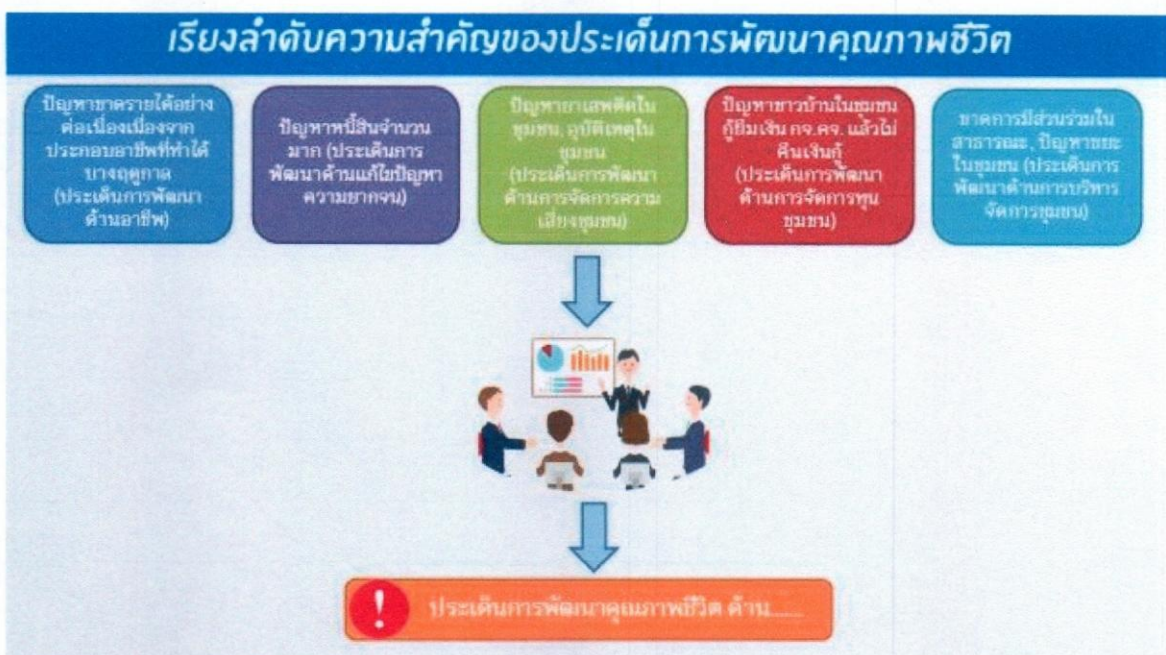 เรียงลำดับความสำคัญของประเด็นการพัฒนาคุณภาพชีวิต
ปัญหาขาดรายได้อย่าง
ต่อเนื่องเนื่องจาก
ประกอบอาชีพที่ทำได้
บางฤดูกาล
(ประเด็นการพัฒนา
ด้านอาชีพ)
ปัญหาหนี้สินจำนวน
มาก (ประเด็นการ
พัฒนาด้านแก้ไขปัญหา
ความยากจน)
ปัญหายาเสพติดใน
ชุมชน, อุบัติเหตุใน
ชุมชน
(ประเด็นการพัฒนา
ด้านการจัดการความ
เสี่ยงชุมชน)
ปัญหาชาวบ้านในชุมชน
กู้ยืมเงิน กจ.คจ. แล้วไม่
คืนเงินกู้
(ประเด็นการพัฒนา
ด้านการจัดการทุน
ชุมชน)
ขาดการมีส่วนร่วมใน
สาธารณะ, ปัญหาขยะ
ในชุมชน (ประเด็นการ
พัฒนาด้านการบริหาร
จัดการชุมชน)
! ประเด็นการพัฒนาคุณภาพชีวิต ด้าน.......